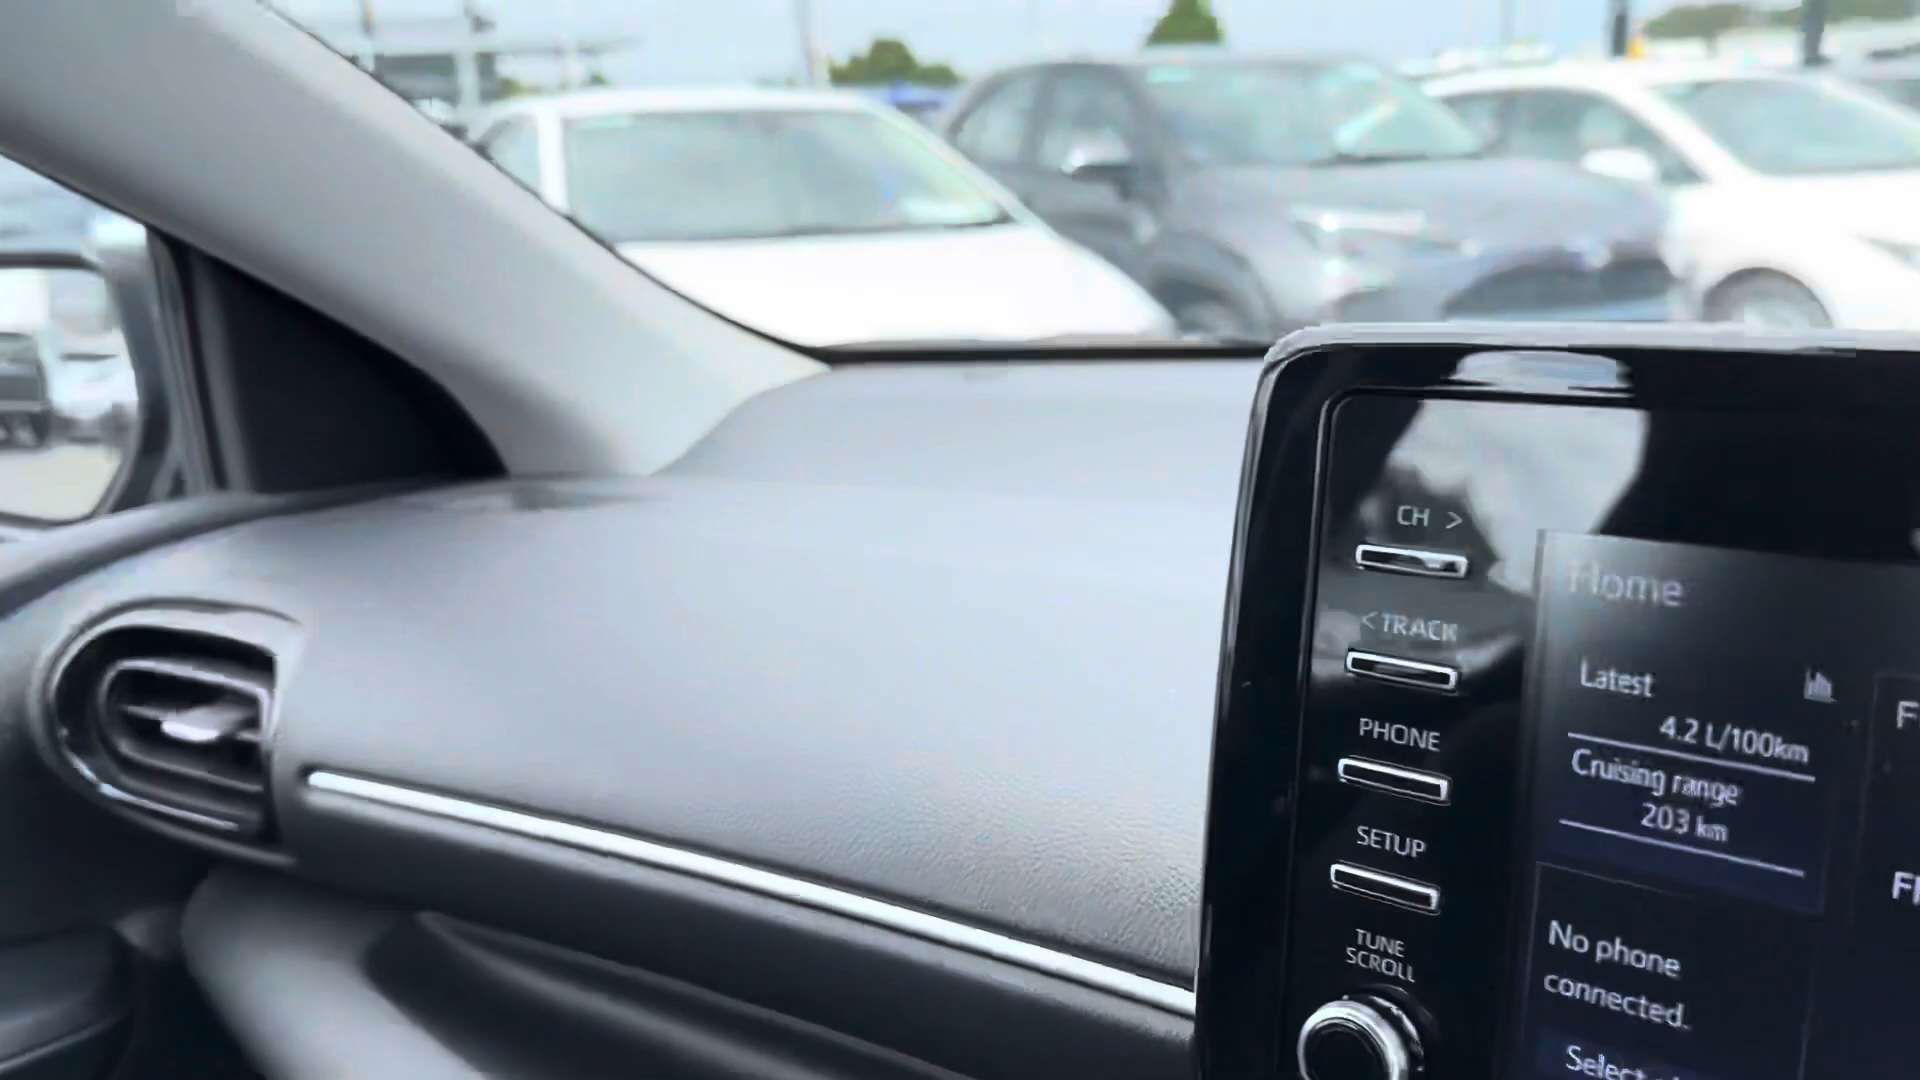 CH >
< TRACK
PHONE
SETUP
TUNE
SCROLL
Home
Latest
4.2 L/100km
Cruising range
203 km
No phone
connected.